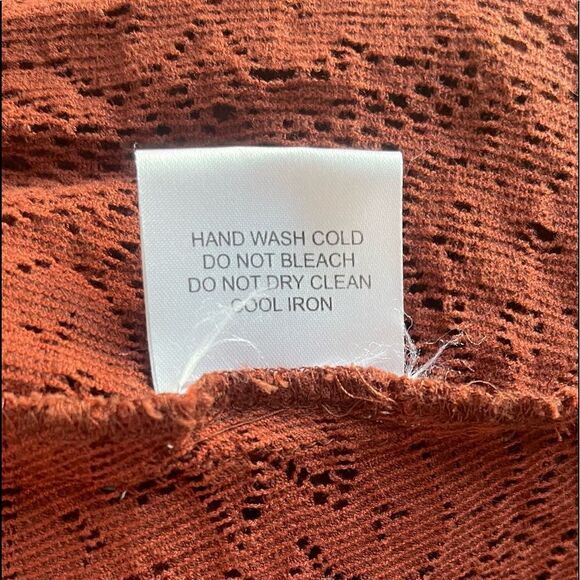 HAND WASH COLD
DO NOT BLEACH
DO NOT DRY CLEAN
COOL IRON